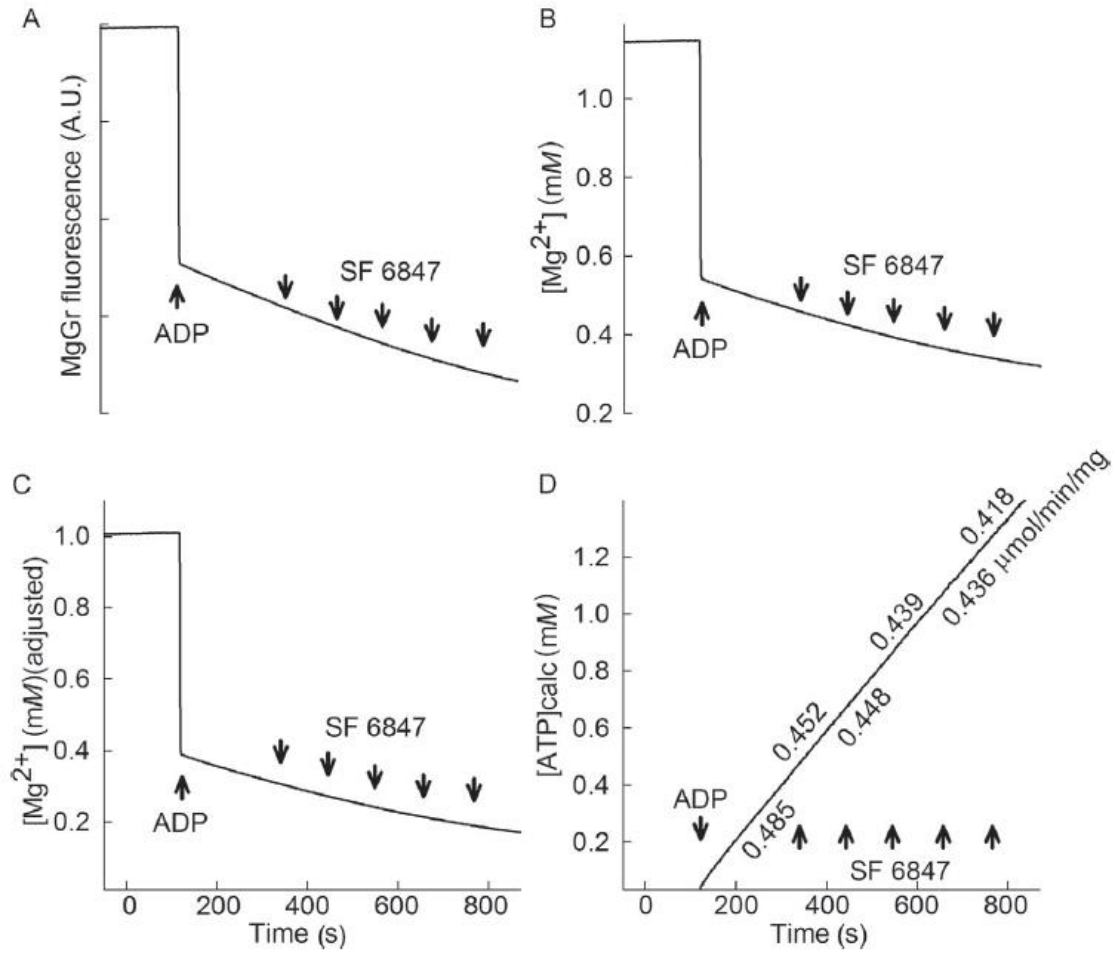 A
MgGr fluorescence (A.U.)
SF 6847
ADP
B
[Mg2+] (mM)
1.0
0.8
0.6
0.4
0.2
SF 6847
ADP
C
[Mg2+] (mM)(adjusted)
1.0
0.8
0.6
0.4
0.2
SF 6847
ADP
0 200 400 600 800
Time (s)
D
[ATP]calc (mM)
1.2
1.0
0.8
0.6
0.4
0.2
ADP
0.485
0.452
0.448
0.439
0.436 μmol/min/mg
0.418
SF 6847
0 200 400 600 800
Time (s)